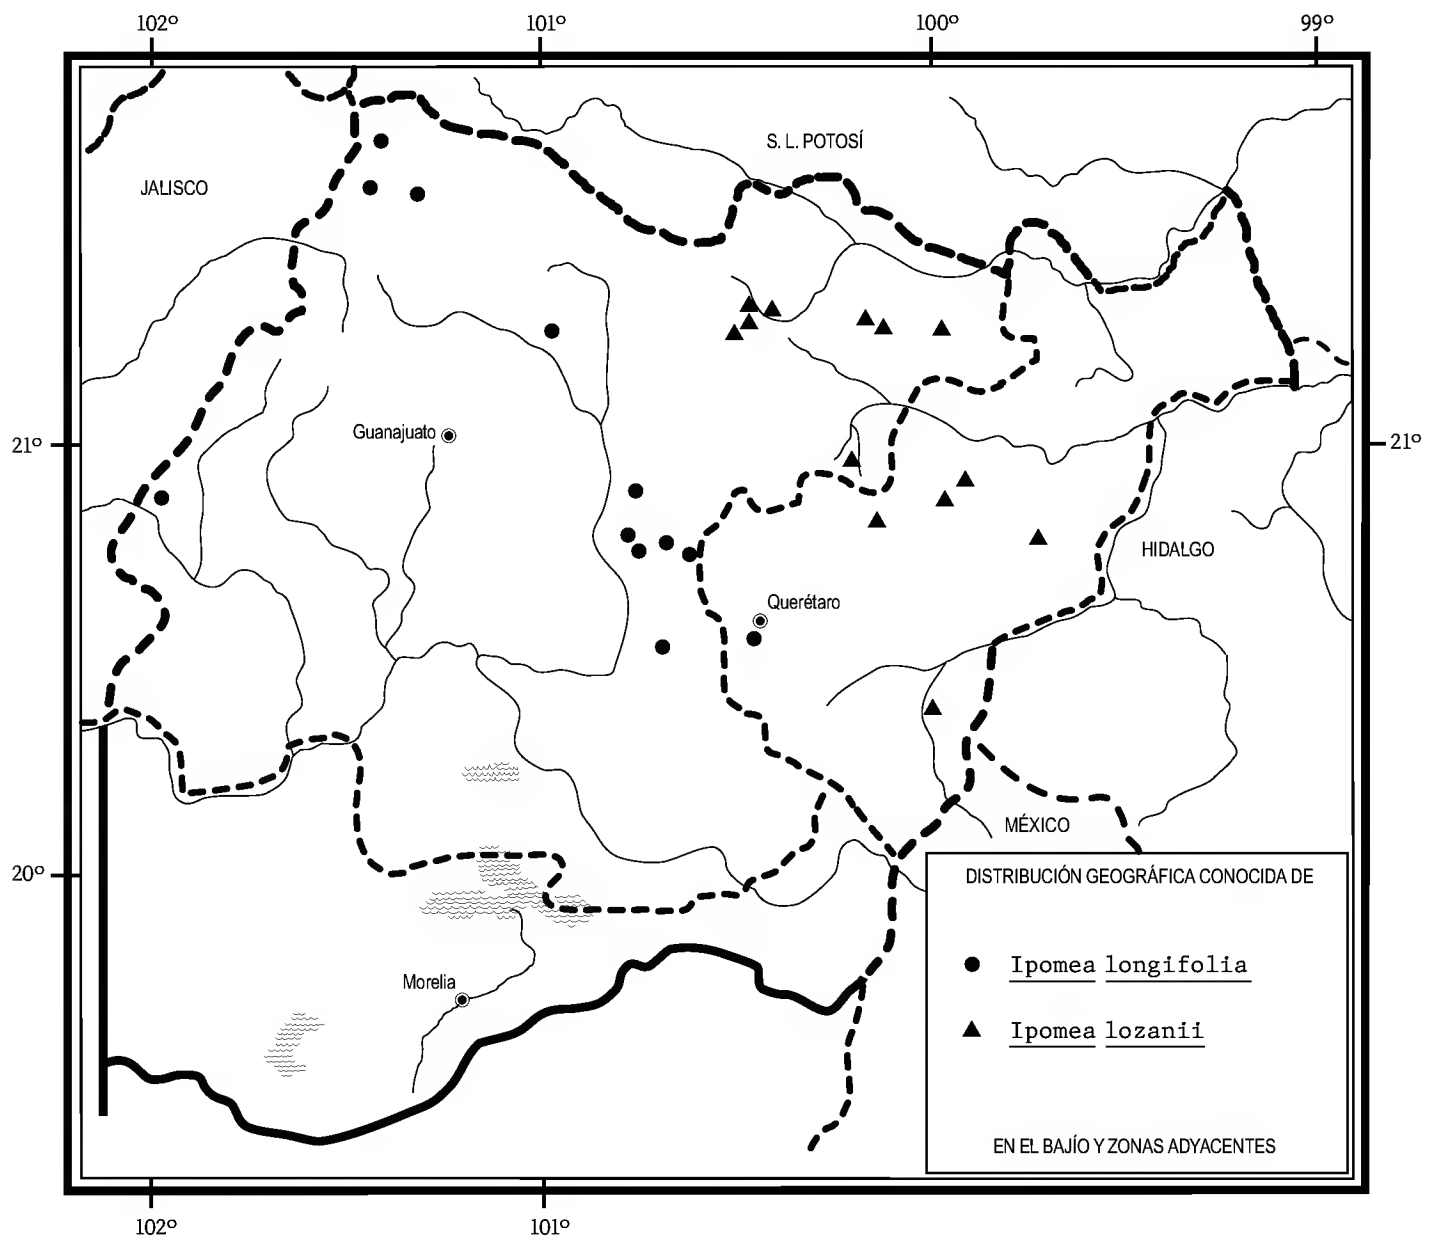 102º 101º 100º 99º
S. L. POTOSÍ
JALISCO
Guanajuato
21º 21º
HIDALGO
Querétaro
MÉXICO
20º
DISTRIBUCIÓN GEOGRÁFICA CONOCIDA DE
Ipomea longifolia
Morelia
Ipomea lozanii
EN EL BAJÍO Y ZONAS ADYACENTES
102º 101º